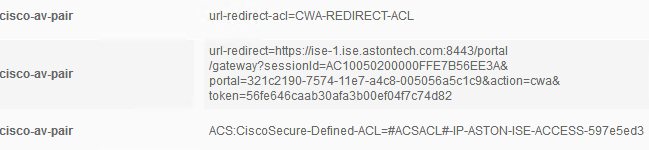 cisco-av-pair url-redirect-acl=CWA-REDIRECT-ACL
url-redirect=https://ise-1.ise.astontech.com:8443/portal
cisco-av-pair /gateway?sessionId=AC10050200000FFE7B56EE3A&
portal=321c2190-7574-11e7-a4c8-005056a5c1c9&action=cwa&
token=56fe646caab30afa3b00ef04f7c74d82
cisco-av-pair ACS:CiscoSecure-Defined-ACL=#ACSACL#-IP-ASTON-ISE-ACCESS-597e5ed3